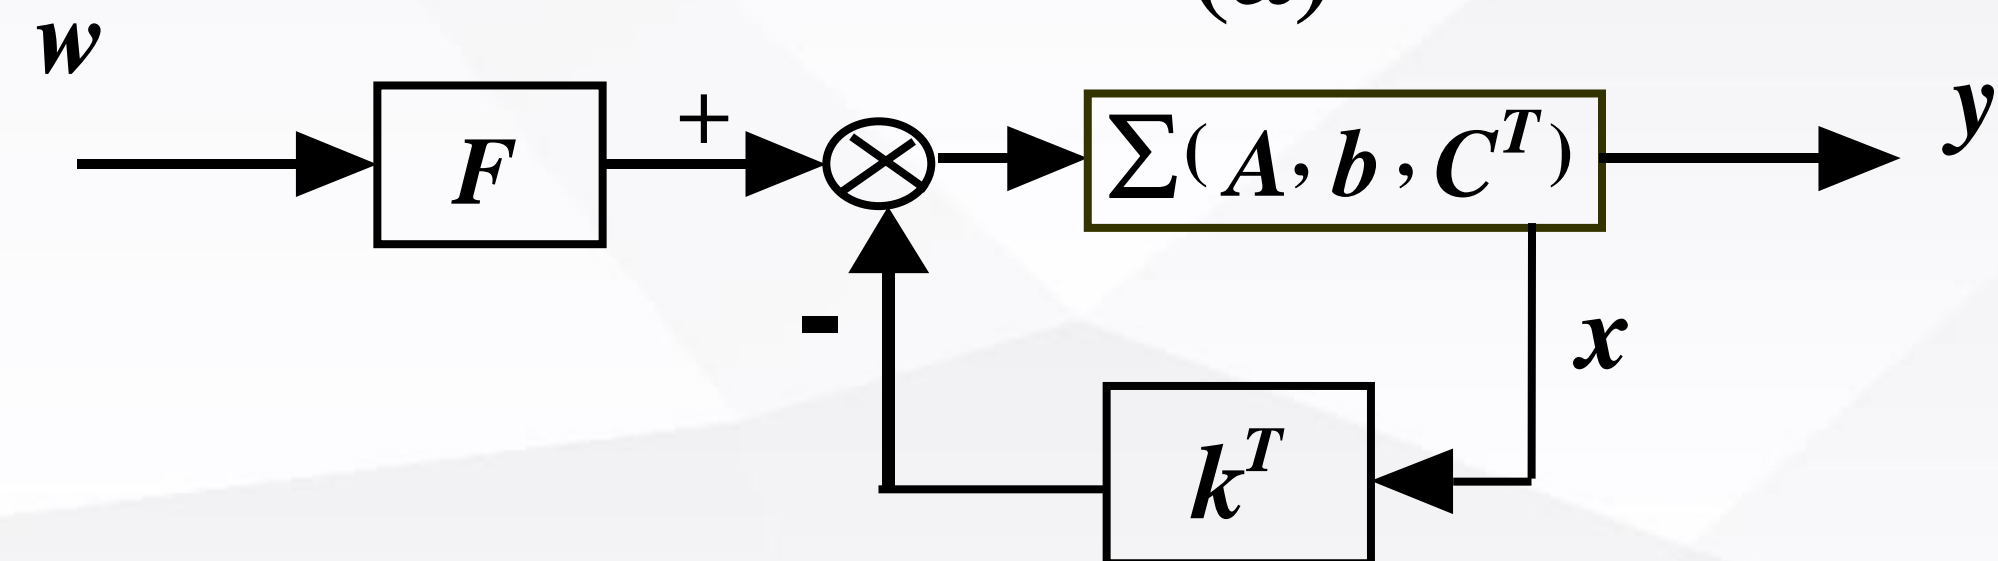 w
F
+
Σ(A, b, C^T)
y
-
x
k^T